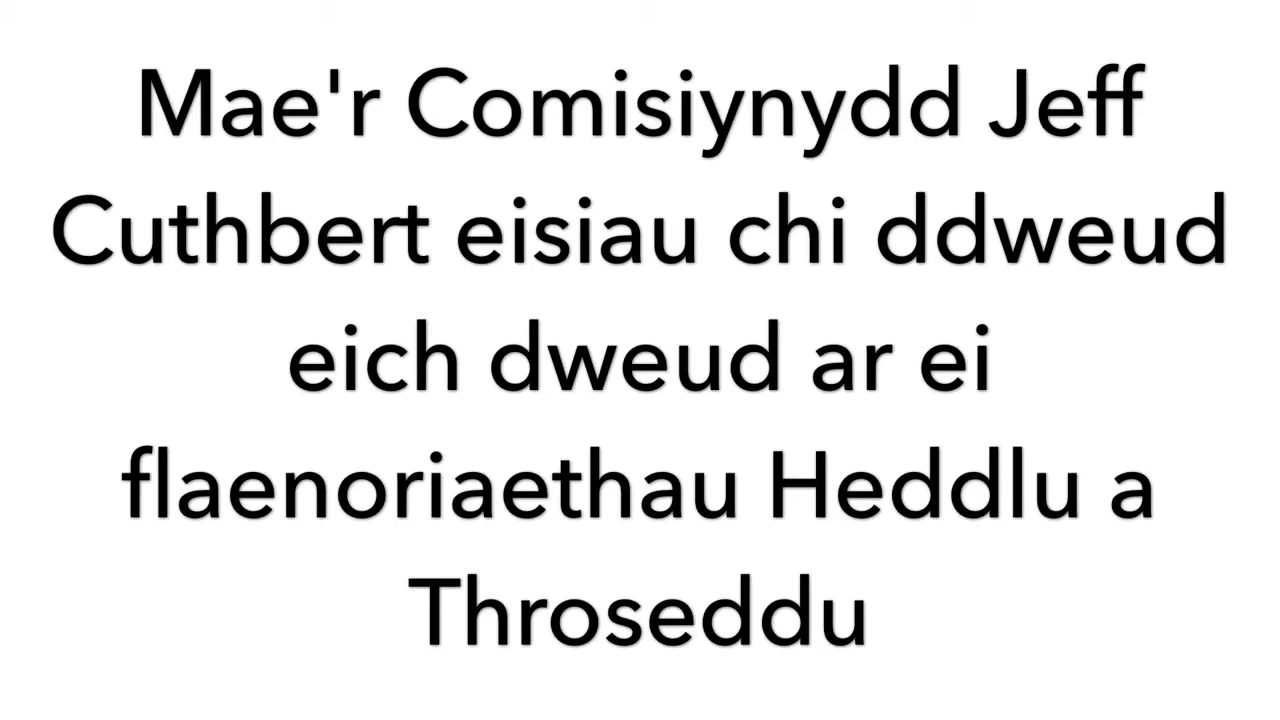 Mae'r Comisiynydd Jeff
Cuthbert eisiau chi ddweud
eich dweud ar ei
flaenoriaethau Heddlu a
Throseddu